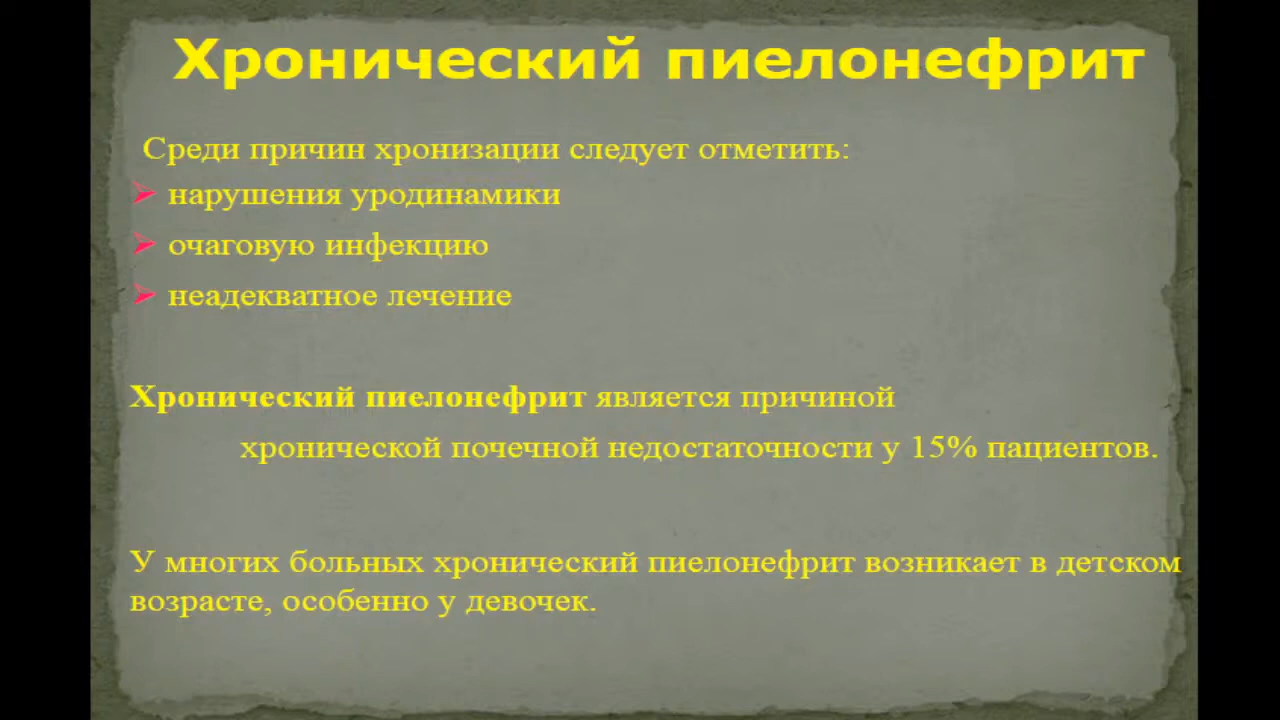 Хронический пиелонефрит
Среди причин хронизации следует отметить:
нарушения уродинамики
очаговую инфекцию
неадекватное лечение
Хронический пиелонефрит является причиной
хронической почечной недостаточности у 15% пациентов.
У многих больных хронический пиелонефрит возникает в детском
возрасте, особенно у девочек.